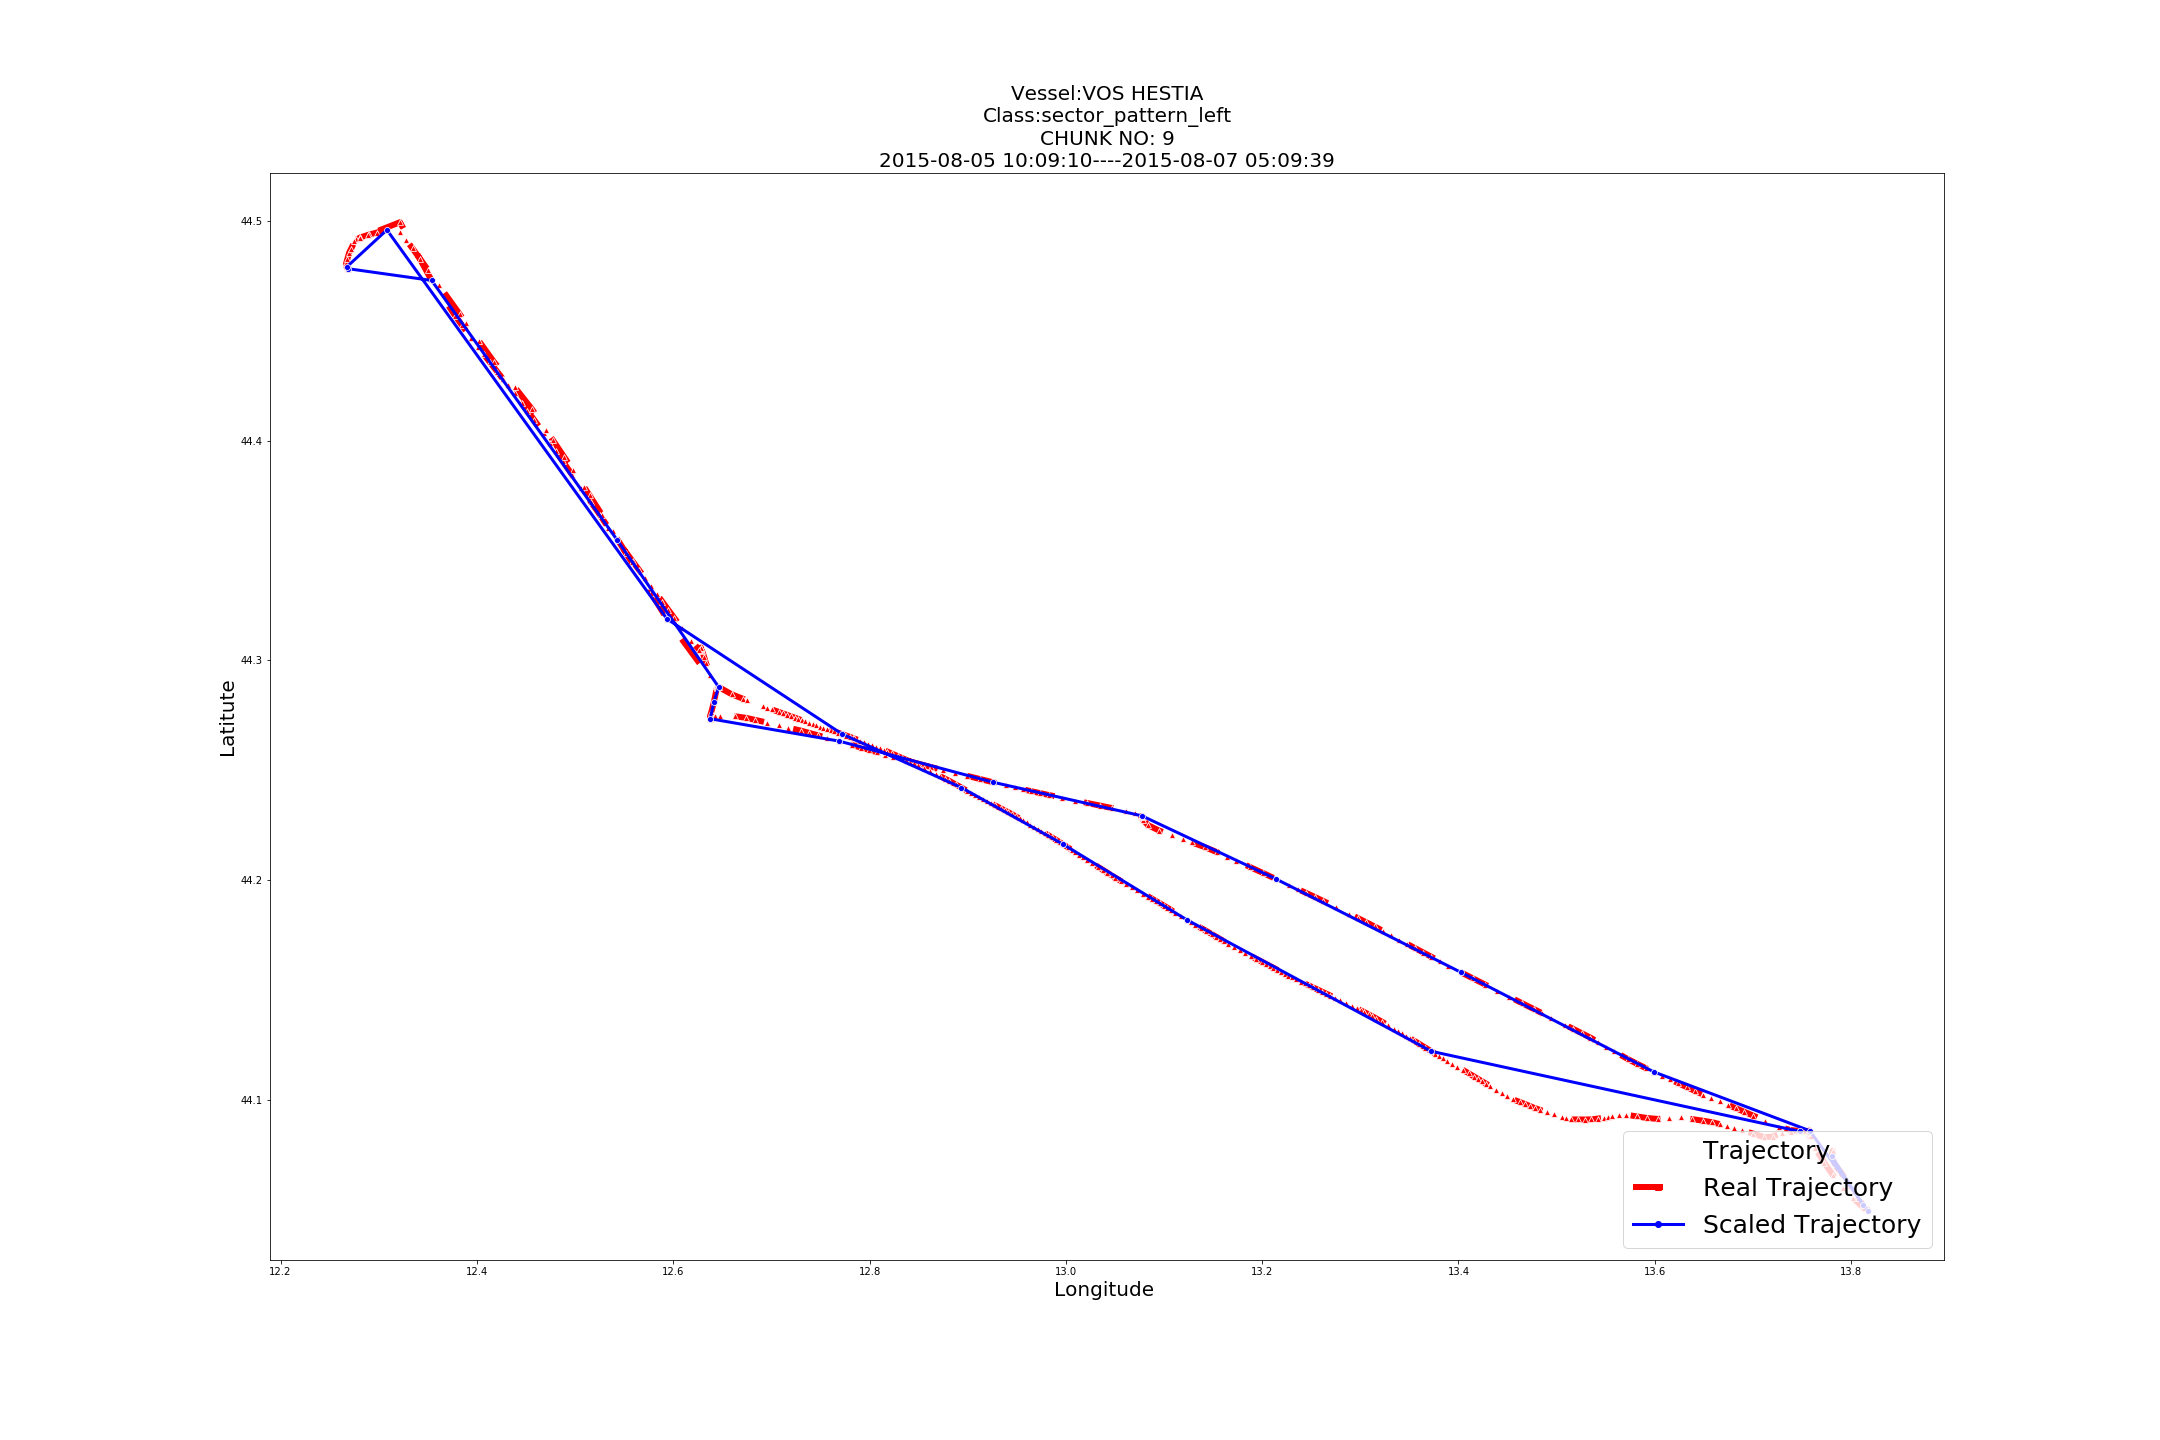 Vessel:VOS HESTIA
Class:sector_pattern_left
CHUNK NO: 9
2015-08-05 10:09:10----2015-08-07 05:09:39
44.5
44.4
44.3
44.2
44.1
Latitute
Trajectory
Real Trajectory
Scaled Trajectory
12.2 12.4 12.6 12.8 13.0 13.2 13.4 13.6 13.8
Longitude